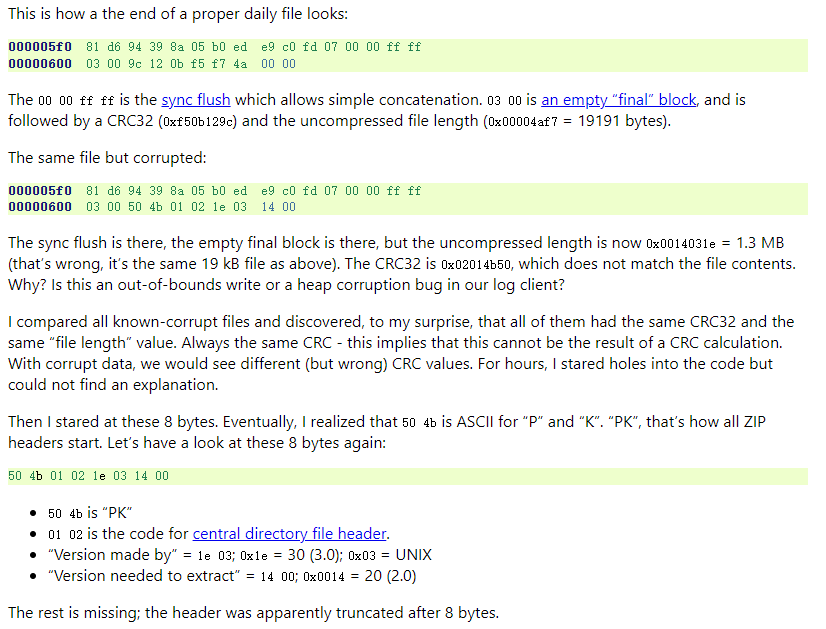 This is how a the end of a proper daily file looks:
000005f0 81 d6 94 39 8a 05 b0 ed e9 c0 fd 07 00 00 ff ff
00000600 03 00 9c 12 0b f5 f7 4a 00 00
The 00 00 ff ff is the sync flush which allows simple concatenation. 03 00 is an empty “final” block, and is
followed by a CRC32 (0xf50b129c) and the uncompressed file length (0x00004af7 = 19191 bytes).
The same file but corrupted:
000005f0 81 d6 94 39 8a 05 b0 ed e9 c0 fd 07 00 00 ff ff
00000600 03 00 50 4b 01 02 1e 03 14 00
The sync flush is there, the empty final block is there, but the uncompressed length is now 0x0014031e = 1.3 MB
(that’s wrong, it’s the same 19 kB file as above). The CRC32 is 0x02014b50, which does not match the file contents.
Why? Is this an out-of-bounds write or a heap corruption bug in our log client?
I compared all known-corrupt files and discovered, to my surprise, that all of them had the same CRC32 and the
same “file length” value. Always the same CRC - this implies that this cannot be the result of a CRC calculation.
With corrupt data, we would see different (but wrong) CRC values. For hours, I stared holes into the code but
could not find an explanation.
Then I stared at these 8 bytes. Eventually, I realized that 50 4b is ASCII for “P” and “K”. “PK”, that’s how all ZIP
headers start. Let’s have a look at these 8 bytes again:
50 4b 01 02 1e 03 14 00
• 50 4b is “PK”
• 01 02 is the code for central directory file header.
• “Version made by” = 1e 03; 0x1e = 30 (3.0); 0x03 = UNIX
• “Version needed to extract” = 14 00; 0x0014 = 20 (2.0)
The rest is missing; the header was apparently truncated after 8 bytes.